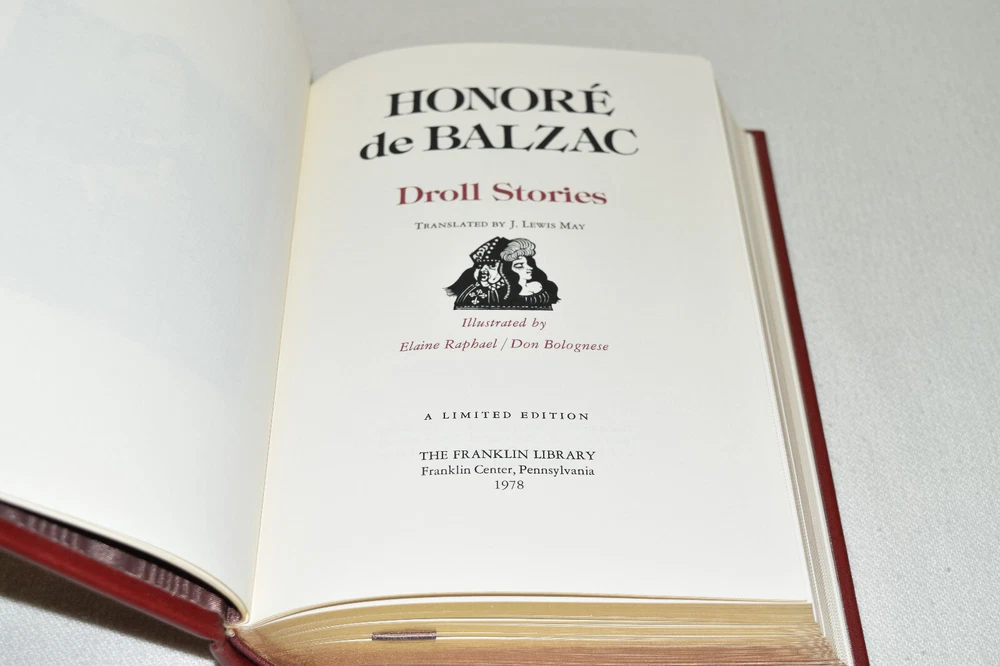 HONORÉ
de BALZAC
Droll Stories
TRANSLATED BY J. LEWIS MAY
Illustrated by
Elaine Raphael / Don Bolognese
A LIMITED EDITION
THE FRANKLIN LIBRARY
Franklin Center, Pennsylvania
1978